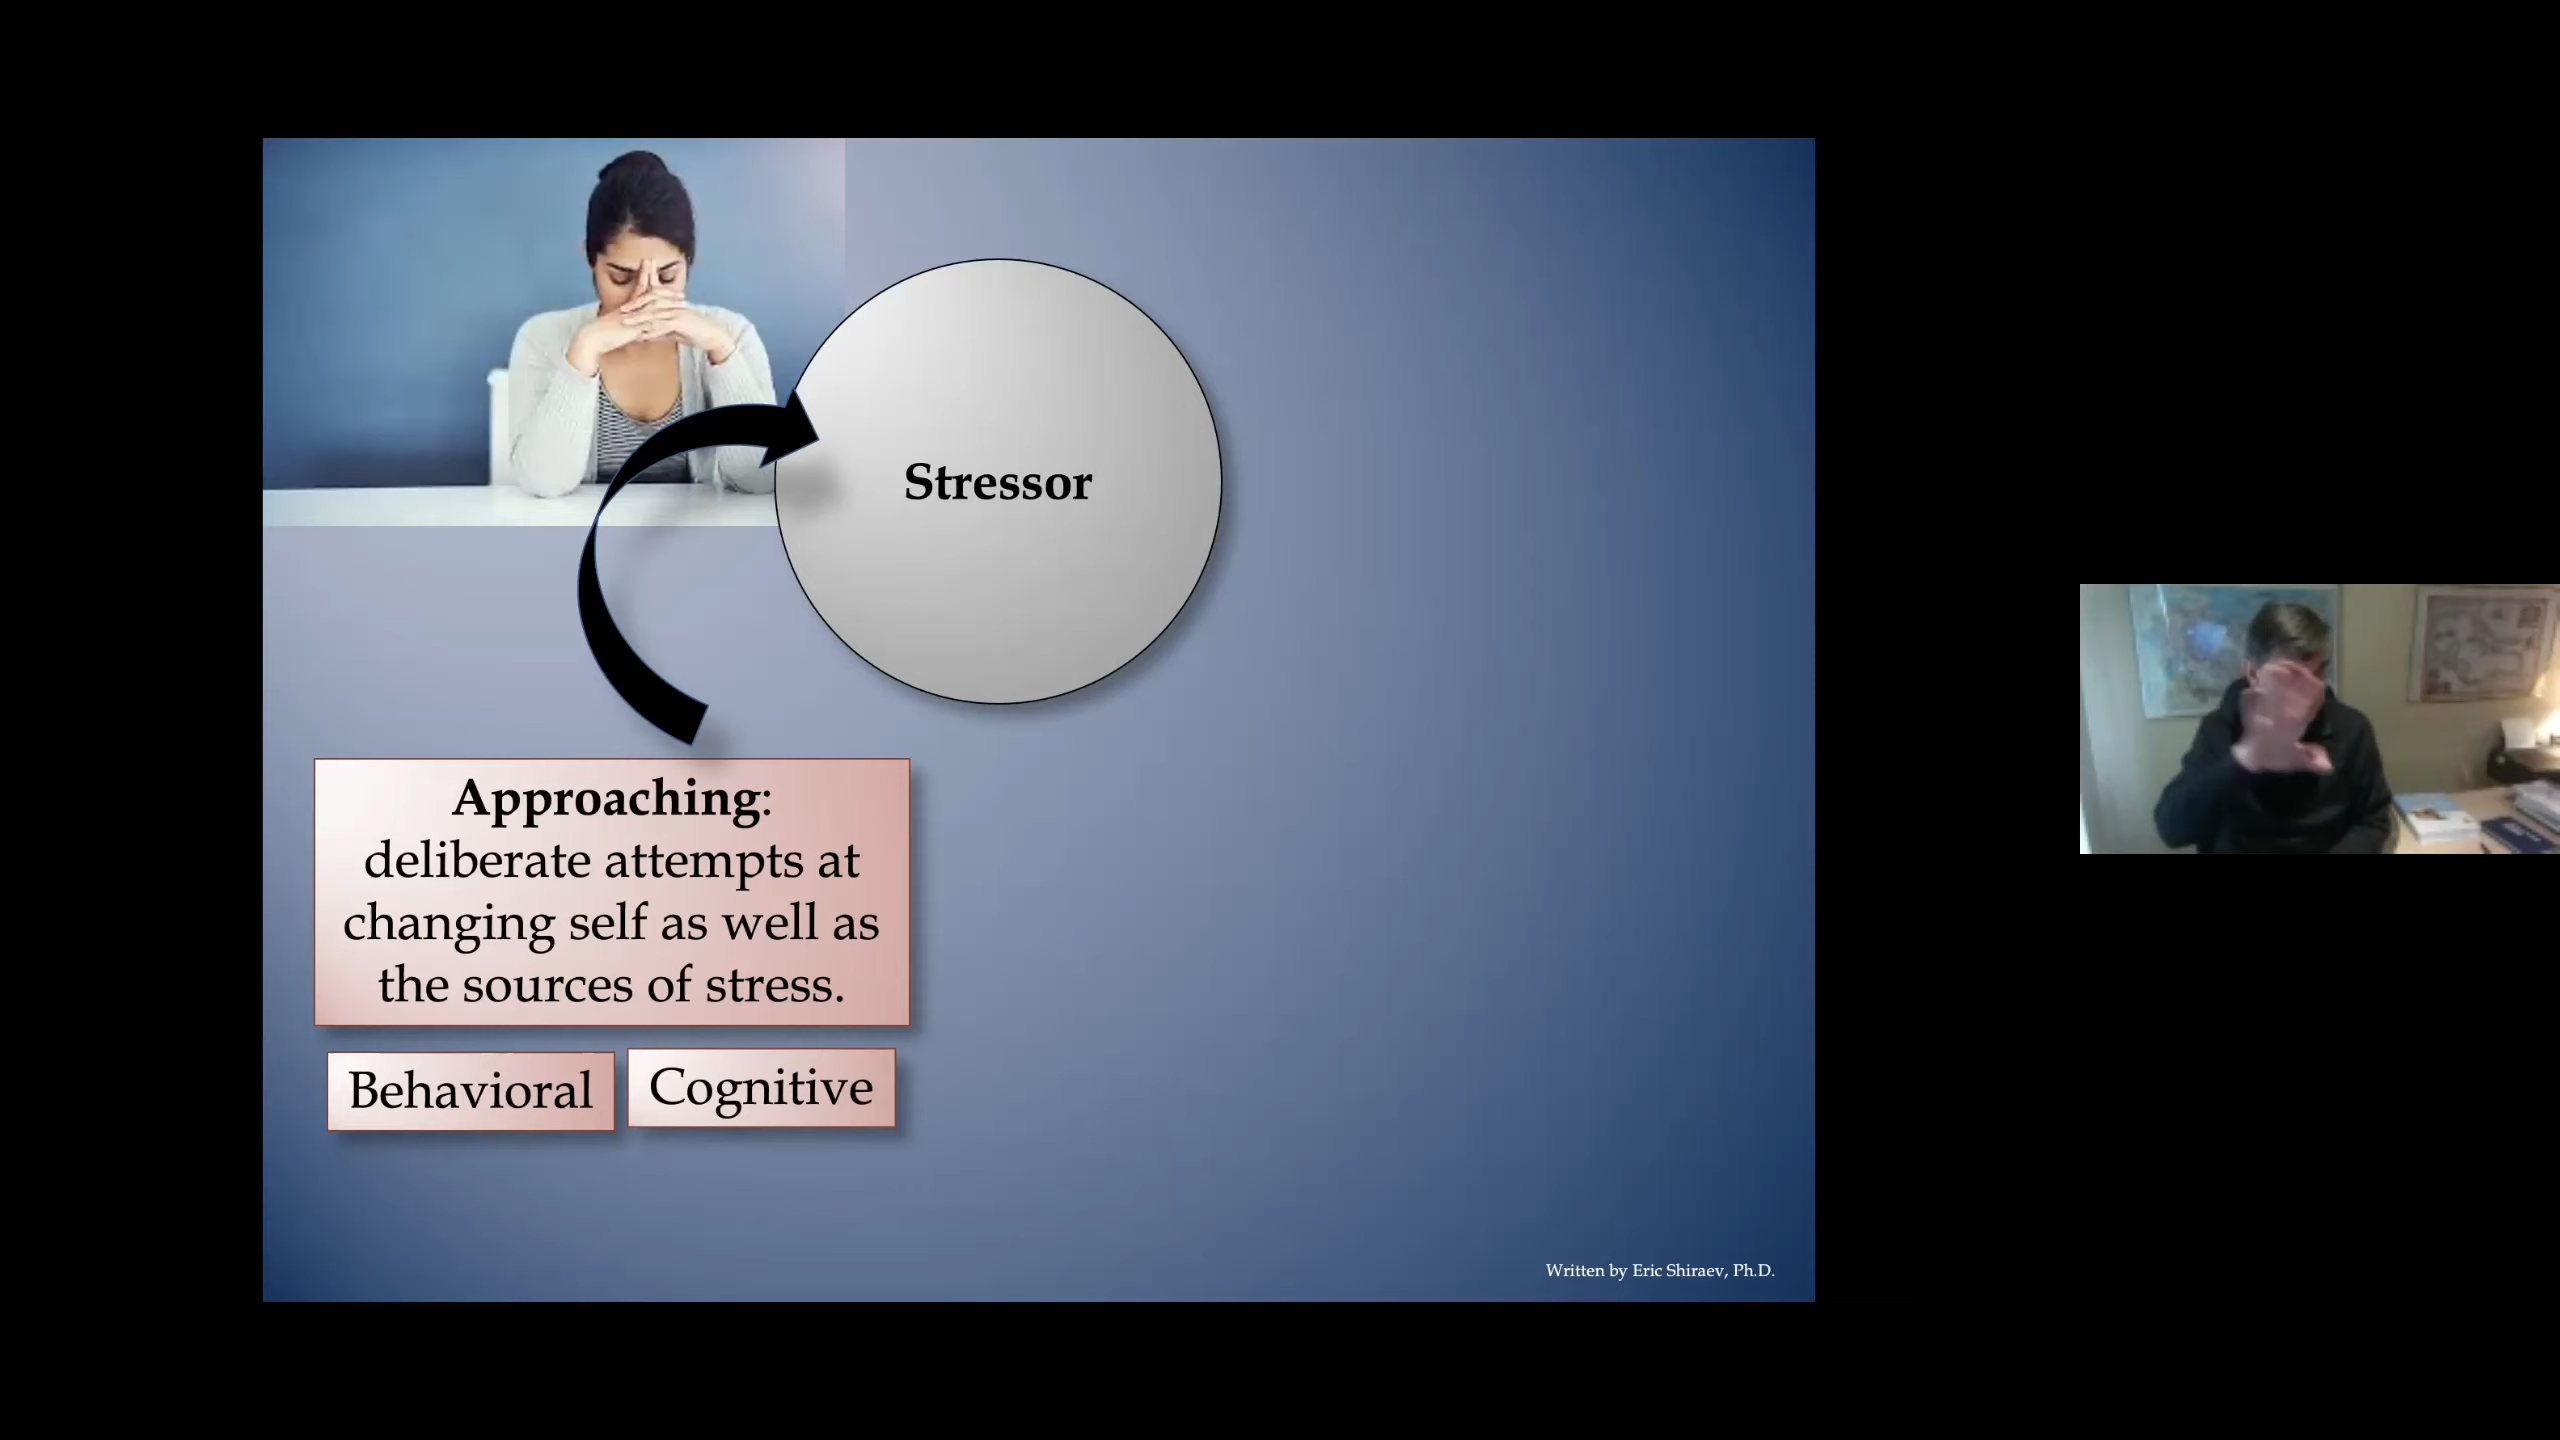 Stressor
Approaching:
deliberate attempts at
changing self as well as
the sources of stress.
Behavioral
Cognitive
Written by Eric Shiraev, Ph.D.